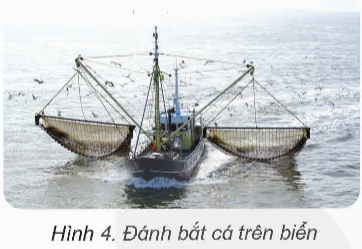 Hình 4. Đánh bắt cá trên biển